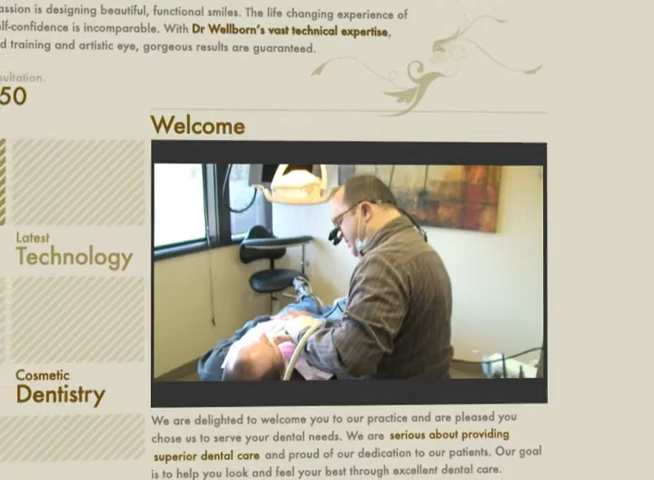 assion is designing beautiful, functional smiles. The life changing experience of
lf-confidence is incomparable. With Dr Wellborn's vast technical expertise,
d training and artistic eye, gorgeous results are guaranteed.
sultation.
50
Welcome
Latest
Technology
Cosmetic
Dentistry
We are delighted to welcome you to our practice and are pleased you
chose us to serve your dental needs. We are serious about providing
superior dental care and proud of our dedication to our patients. Our goal
is to help you look and feel your best through excellent dental care.